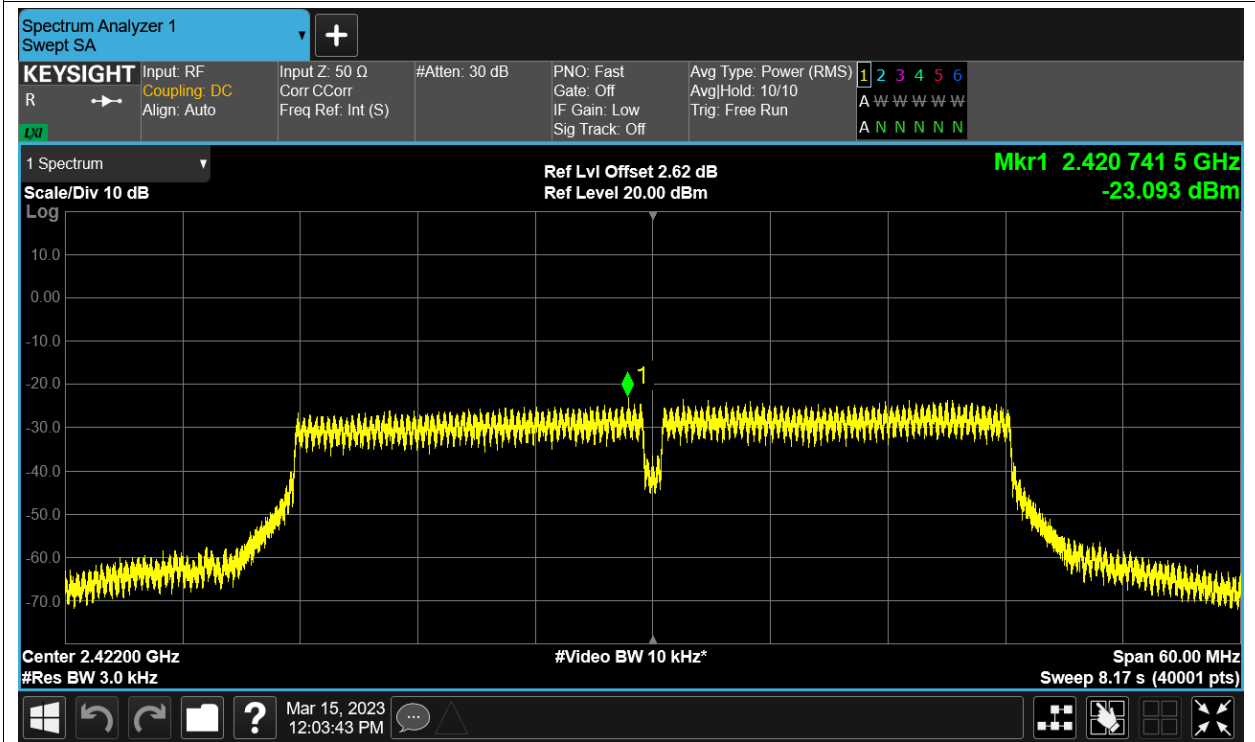 Spectrum Analyzer 1
Swept SA
+
KEYSIGHT
R
LXI
Input: RF
Coupling: DC
Align: Auto
Input Z: 50 Ω
Corr CCorr
Freq Ref: Int (S)
#Atten: 30 dB
PNO: Fast
Gate: Off
IF Gain: Low
Sig Track: Off
Avg Type: Power (RMS)
Avg|Hold: 10/10
Trig: Free Run
1 2 3 4 5 6
A W W W W W
A N N N N N
1 Spectrum
Scale/Div 10 dB
Ref Lvl Offset 2.62 dB
Ref Level 20.00 dBm
Mkr1 2.420 741 5 GHz
-23.093 dBm
Log
10.0
0.00
-10.0
-20.0
-30.0
-40.0
-50.0
-60.0
-70.0
1
Center 2.42200 GHz
#Res BW 3.0 kHz
#Video BW 10 kHz*
Span 60.00 MHz
Sweep 8.17 s (40001 pts)
?
Mar 15, 2023
12:03:43 PM